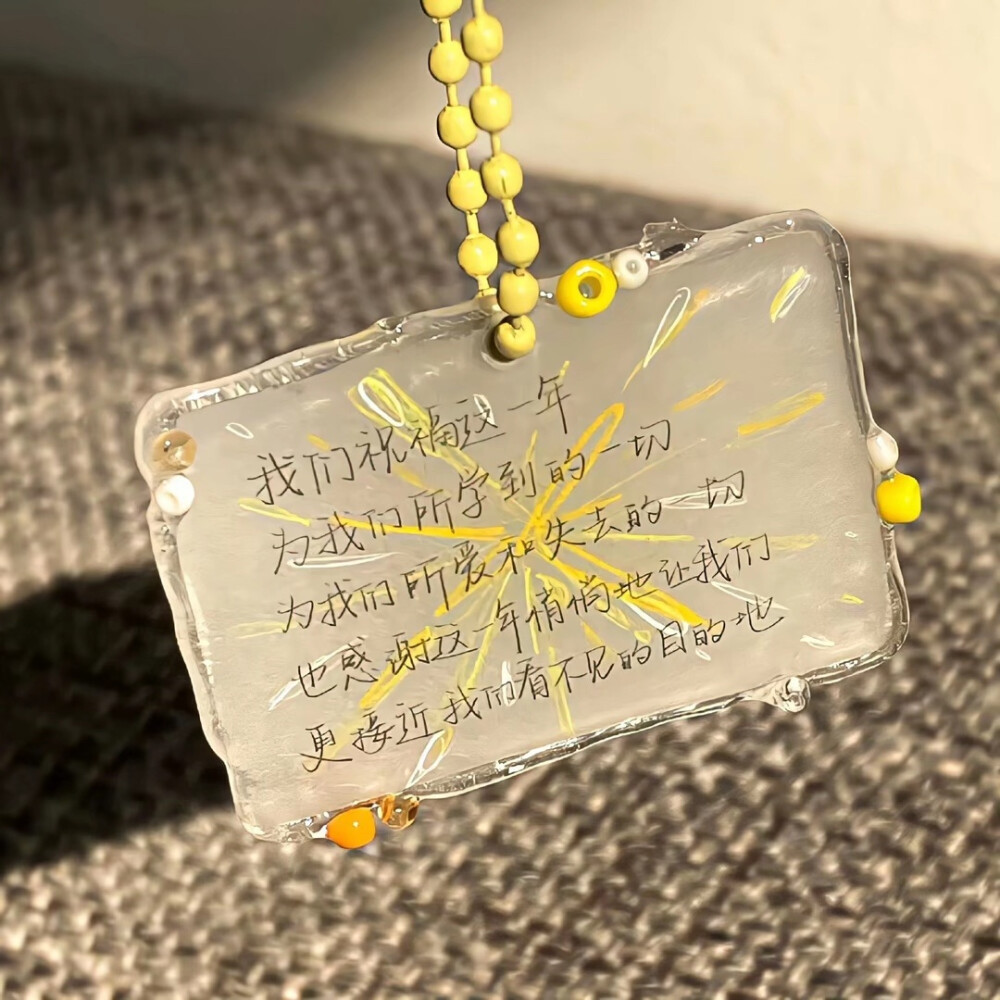 我们祝福这一年
为我们所学到的一切
为我们所爱和失去的一切
也感谢这一年悄悄地让我们
更接近我们看不见的目的地